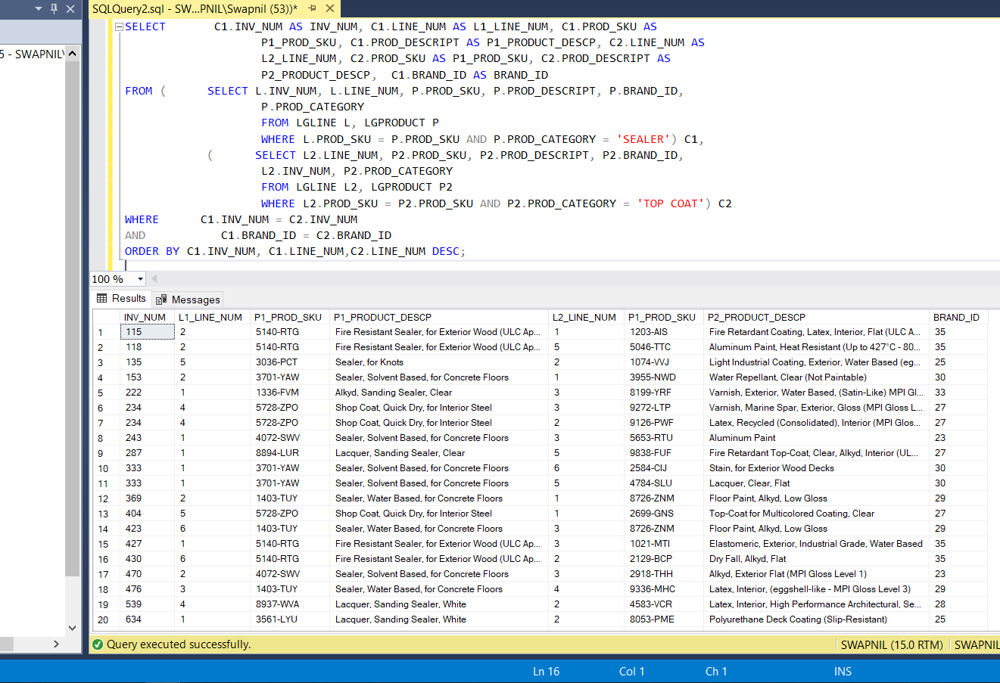 SQLQuery2.sql - SW...PNIL\Swapnil (53))*
5 - SWAPNIL\
SELECT C1.INV_NUM AS INV_NUM, C1.LINE_NUM AS L1_LINE_NUM, C1.PROD_SKU AS
P1_PROD_SKU, C1.PROD_DESCRIPT AS P1_PRODUCT_DESCP, C2.LINE_NUM AS
L2_LINE_NUM, C2.PROD_SKU AS P1_PROD_SKU, C2.PROD_DESCRIPT AS
P2_PRODUCT_DESCP, C1.BRAND_ID AS BRAND_ID
FROM ( SELECT L.INV_NUM, L.LINE_NUM, P.PROD_SKU, P.PROD_DESCRIPT, P.BRAND_ID,
P.PROD_CATEGORY
FROM LGLINE L, LGPRODUCT P
WHERE L.PROD_SKU = P.PROD_SKU AND P.PROD_CATEGORY = 'SEALER') C1,
( SELECT L2.LINE_NUM, P2.PROD_SKU, P2.PROD_DESCRIPT, P2.BRAND_ID,
L2.INV_NUM, P2.PROD_CATEGORY
FROM LGLINE L2, LGPRODUCT P2
WHERE L2.PROD_SKU = P2.PROD_SKU AND P2.PROD_CATEGORY = 'TOP COAT') C2
WHERE C1.INV_NUM = C2.INV_NUM
AND C1.BRAND_ID = C2.BRAND_ID
ORDER BY C1.INV_NUM, C1.LINE_NUM,C2.LINE_NUM DESC;
100 %
Results Messages
INV_NUM L1_LINE_NUM P1_PROD_SKU P1_PRODUCT_DESCP L2_LINE_NUM P1_PROD_SKU P2_PRODUCT_DESCP BRAND_ID
1 115 2 5140-RTG Fire Resistant Sealer, for Exterior Wood (ULC Ap... 1 1203-AIS Fire Retardant Coating, Latex, Interior, Flat (ULC A... 35
2 118 2 5140-RTG Fire Resistant Sealer, for Exterior Wood (ULC Ap... 5 5046-TTC Aluminum Paint, Heat Resistant (Up to 427°C - 80... 35
3 135 5 3036-PCT Sealer, for Knots 2 1074-VVJ Light Industrial Coating, Exterior, Water Based (eg... 25
4 153 2 3701-YAW Sealer, Solvent Based, for Concrete Floors 1 3955-NWD Water Repellant, Clear (Not Paintable) 30
5 222 1 1336-FVM Alkyd, Sanding Sealer, Clear 3 8199-YRF Varnish, Exterior, Water Based, (Satin-Like) MPI Gl... 33
6 234 4 5728-ZPO Shop Coat, Quick Dry, for Interior Steel 3 9272-LTP Varnish, Marine Spar, Exterior, Gloss (MPI Gloss L... 27
7 234 4 5728-ZPO Shop Coat, Quick Dry, for Interior Steel 2 9126-PWF Latex, Recycled (Consolidated), Interior (MPI Glos... 27
8 243 1 4072-SWV Sealer, Solvent Based, for Concrete Floors 3 5653-RTU Aluminum Paint 23
9 287 1 8894-LUR Lacquer, Sanding Sealer, Clear 5 9838-FUF Fire Retardant Top-Coat, Clear, Alkyd, Interior (UL... 27
10 333 1 3701-YAW Sealer, Solvent Based, for Concrete Floors 6 2584-CIJ Stain, for Exterior Wood Decks 30
11 333 1 3701-YAW Sealer, Solvent Based, for Concrete Floors 5 4784-SLU Lacquer, Clear, Flat 30
12 369 2 1403-TUY Sealer, Water Based, for Concrete Floors 1 8726-ZNM Floor Paint, Alkyd, Low Gloss 29
13 404 5 5728-ZPO Shop Coat, Quick Dry, for Interior Steel 1 2699-GNS Top-Coat for Multicolored Coating, Clear 27
14 423 6 1403-TUY Sealer, Water Based, for Concrete Floors 3 8726-ZNM Floor Paint, Alkyd, Low Gloss 29
15 427 1 5140-RTG Fire Resistant Sealer, for Exterior Wood (ULC Ap... 3 1021-MTI Elastomeric, Exterior, Industrial Grade, Water Based 35
16 430 6 5140-RTG Fire Resistant Sealer, for Exterior Wood (ULC Ap... 2 2129-BCP Dry Fall, Alkyd, Flat 35
17 470 2 4072-SWV Sealer, Solvent Based, for Concrete Floors 3 2918-THH Alkyd, Exterior Flat (MPI Gloss Level 1) 23
18 476 3 1403-TUY Sealer, Water Based, for Concrete Floors 4 9336-MHC Latex, Interior, (eggshell-like - MPI Gloss Level 3) 29
19 539 4 8937-WVA Lacquer, Sanding Sealer, White 2 4583-VCR Latex, Interior, High Performance Architectural, Se... 28
20 634 1 3561-LYU Lacquer, Sanding Sealer, White 2 8053-PME Polyurethane Deck Coating (Slip-Resistant) 25
Query executed successfully. SWAPNIL (15.0 RTM) SWAPNIL
Ln 16 Col 1 Ch 1 INS